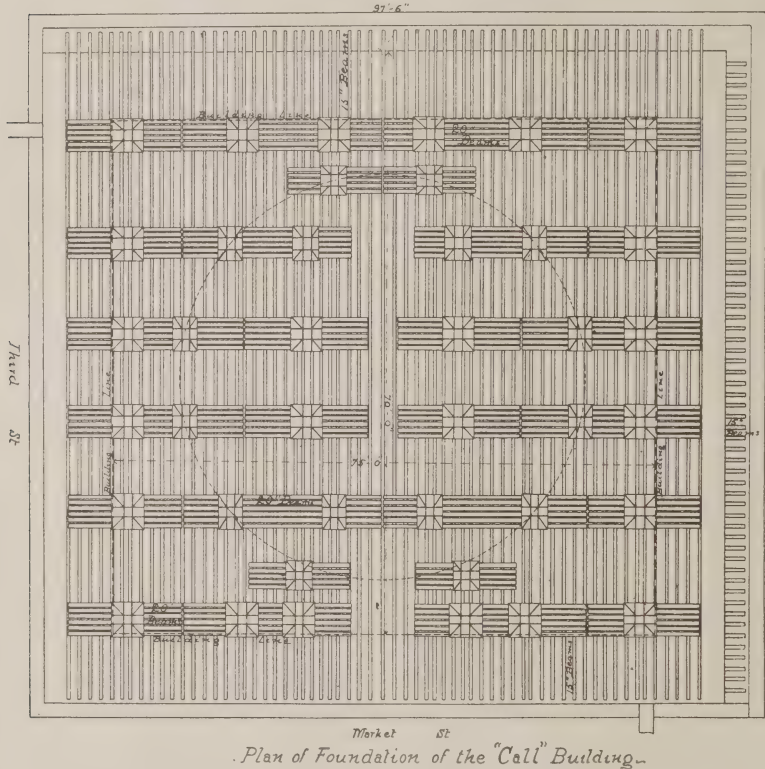 97'-6"
15" Beams
Building Line
20" Beams
Third St
Line
Building
75'-0"
70'-0"
Line
Building
15" Beams
20" Beams
20" Beams
Building Line
15" Beams
Market St
Plan of Foundation of the "Call" Building